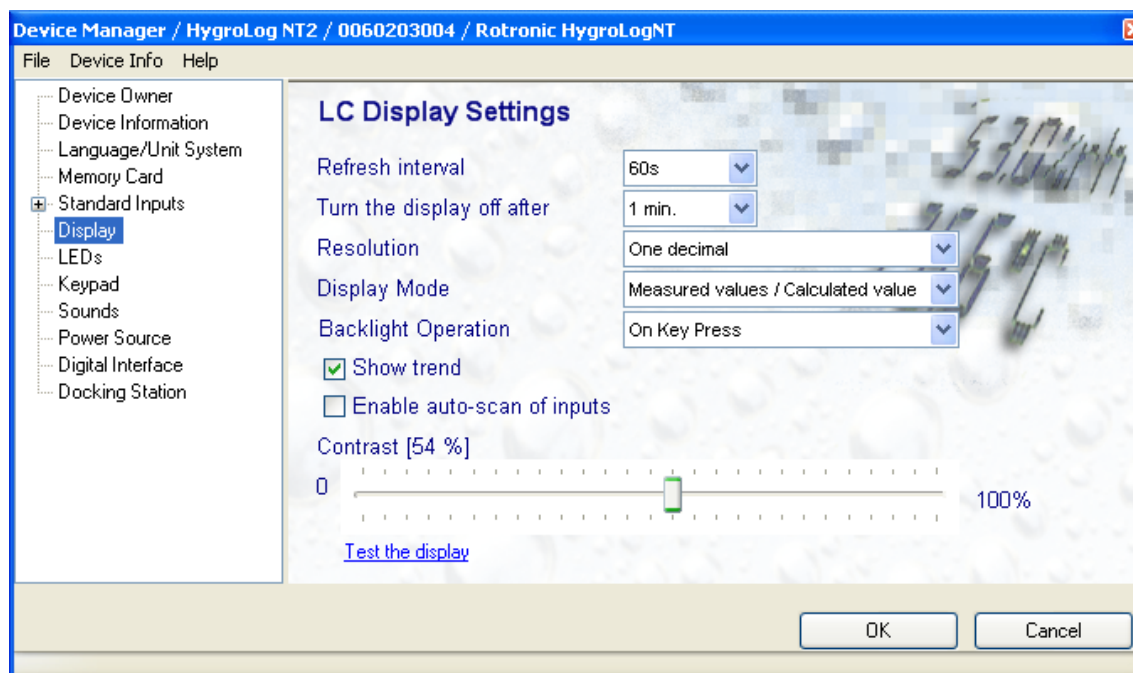 Device Manager / HygroLog NT2 / 0060203004 / Rotronic HygroLogNT
File Device Info Help
Device Owner
Device Information
Language/Unit System
Memory Card
Standard Inputs
Display
LEDs
Keypad
Sounds
Power Source
Digital Interface
Docking Station
LC Display Settings
Refresh interval 60s
Turn the display off after 1 min.
Resolution One decimal
Display Mode Measured values / Calculated value
Backlight Operation On Key Press
Show trend
Enable auto-scan of inputs
Contrast [54 %]
0 100%
Test the display
OK Cancel